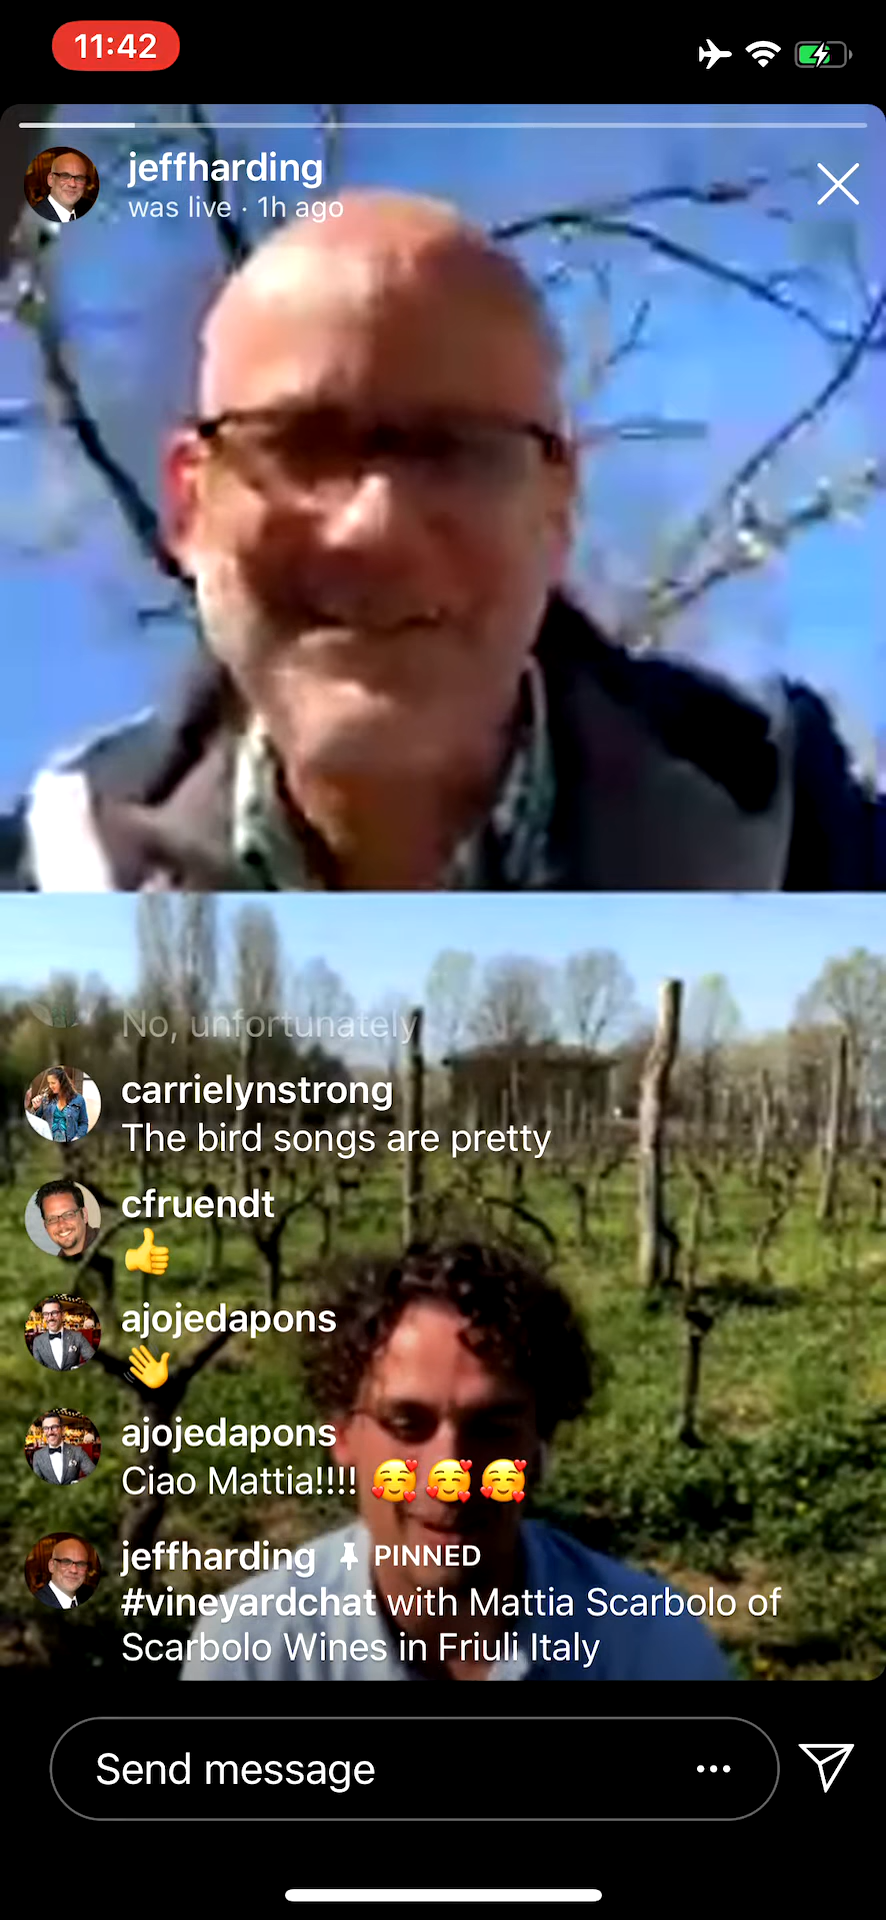 11:42
jeffharding
was live · 1h ago
No, unfortunately
carrielynstrong
The bird songs are pretty
cfruendt
👍
ajojedapons
👋
ajojedapons
Ciao Mattia!!!! 🥰🥰🥰
jeffharding PINNED
#vineyardchat with Mattia Scarbolo of
Scarbolo Wines in Friuli Italy
Send message